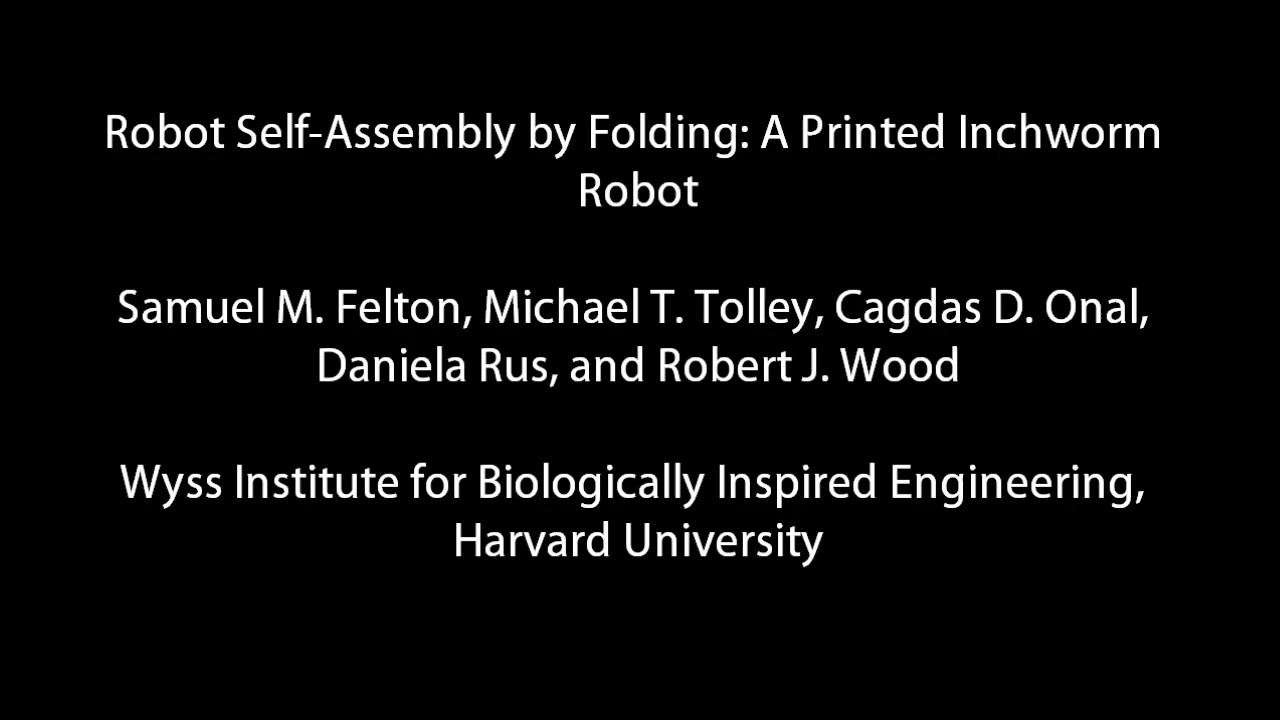 Robot Self-Assembly by Folding: A Printed Inchworm
Robot
Samuel M. Felton, Michael T. Tolley, Cagdas D. Onal,
Daniela Rus, and Robert J. Wood
Wyss Institute for Biologically Inspired Engineering,
Harvard University